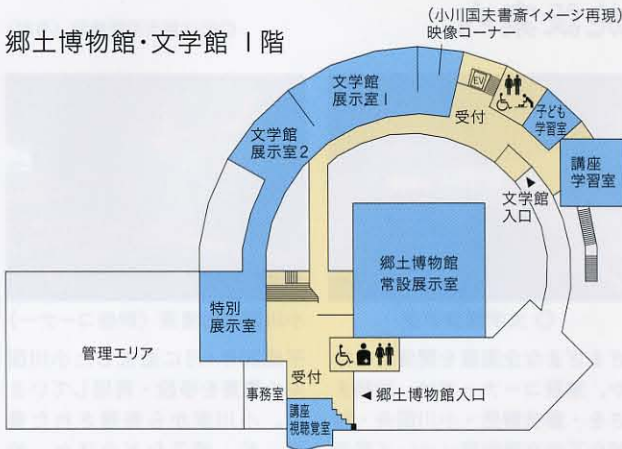 郷土博物館・文学館 1階
(小川国夫書斎イメージ再現)
映像コーナー
文学館
展示室1
EV
受付
子ども
学習室
文学館
展示室2
講座
学習室
文学館
入口
郷土博物館
常設展示室
特別
展示室
管理エリア
受付
事務室
郷土博物館入口
講座
視聴覚室